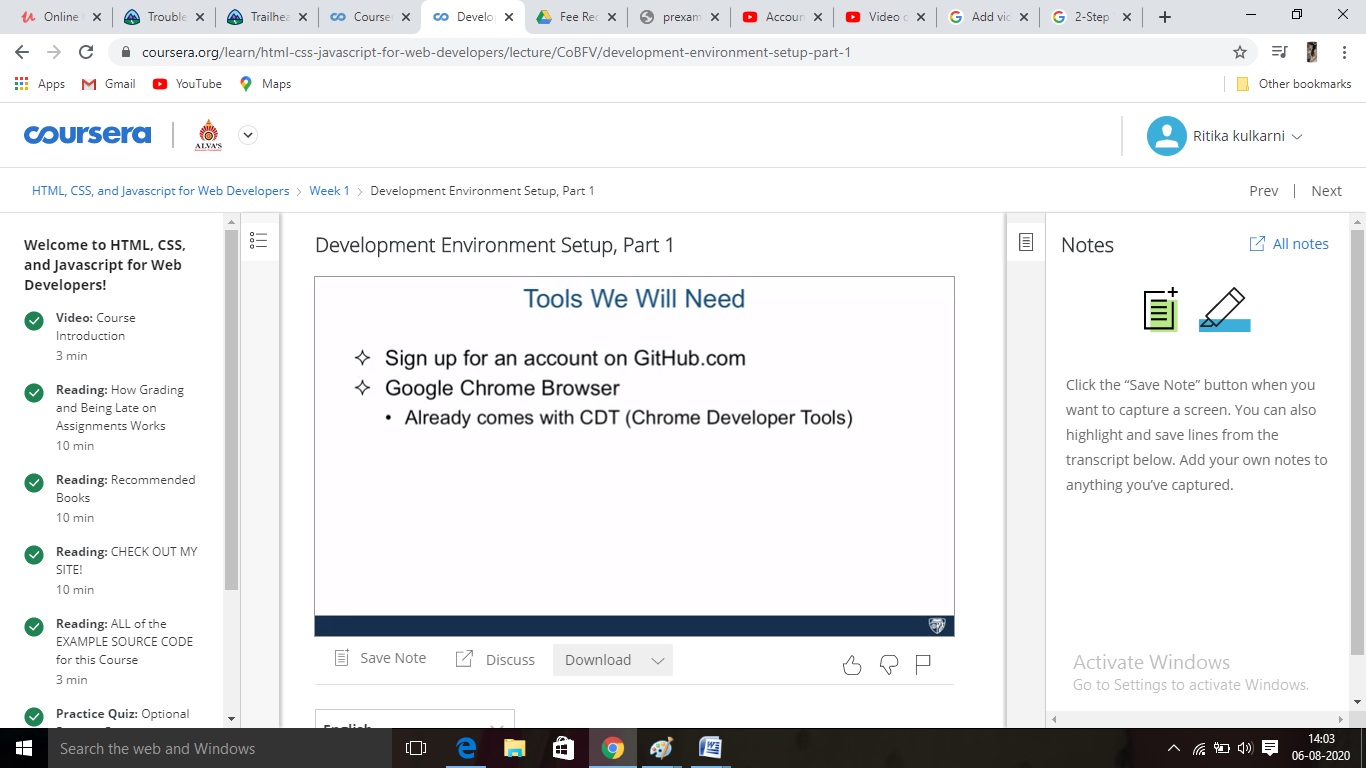 Online
Trouble
Trailhea
Courser
Develop
Fee Rec
prexam
Accoun
Video c
Add vic
2-Step
coursera.org/learn/html-css-javascript-for-web-developers/lecture/CoBFV/development-environment-setup-part-1
Apps Gmail YouTube Maps Other bookmarks
coursera ALVA'S Ritika kulkarni
HTML, CSS, and Javascript for Web Developers > Week 1 > Development Environment Setup, Part 1 Prev | Next
Welcome to HTML, CSS,
and Javascript for Web
Developers!
Video: Course
Introduction
3 min
Reading: How Grading
and Being Late on
Assignments Works
10 min
Reading: Recommended
Books
10 min
Reading: CHECK OUT MY
SITE!
10 min
Reading: ALL of the
EXAMPLE SOURCE CODE
for this Course
3 min
Practice Quiz: Optional
Development Environment Setup, Part 1
Tools We Will Need
Sign up for an account on GitHub.com
Google Chrome Browser
• Already comes with CDT (Chrome Developer Tools)
Save Note Discuss Download
English
Notes All notes
Click the “Save Note” button when you
want to capture a screen. You can also
highlight and save lines from the
transcript below. Add your own notes to
anything you’ve captured.
Activate Windows
Go to Settings to activate Windows.
Search the web and Windows
14:03
06-08-2020